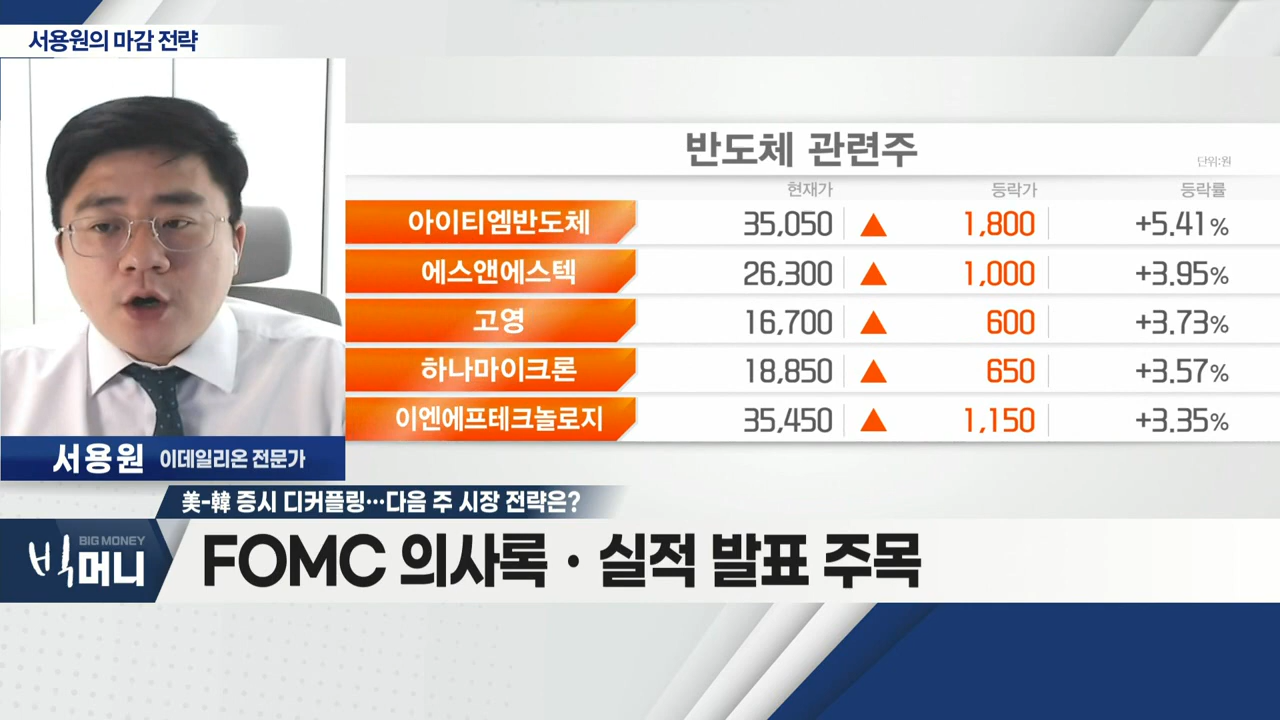 서용원의 마감 전략
반도체 관련주
단위:원
현재가 등락가 등락률
아이티엠반도체 35,050 ▲ 1,800 +5.41%
에스앤에스텍 26,300 ▲ 1,000 +3.95%
고영 16,700 ▲ 600 +3.73%
하나마이크론 18,850 ▲ 650 +3.57%
이엔에프테크놀로지 35,450 ▲ 1,150 +3.35%
서용원 이데일리온 전문가
美-韓 증시 디커플링…다음 주 시장 전략은?
BIG MONEY
빅머니
FOMC 의사록·실적 발표 주목